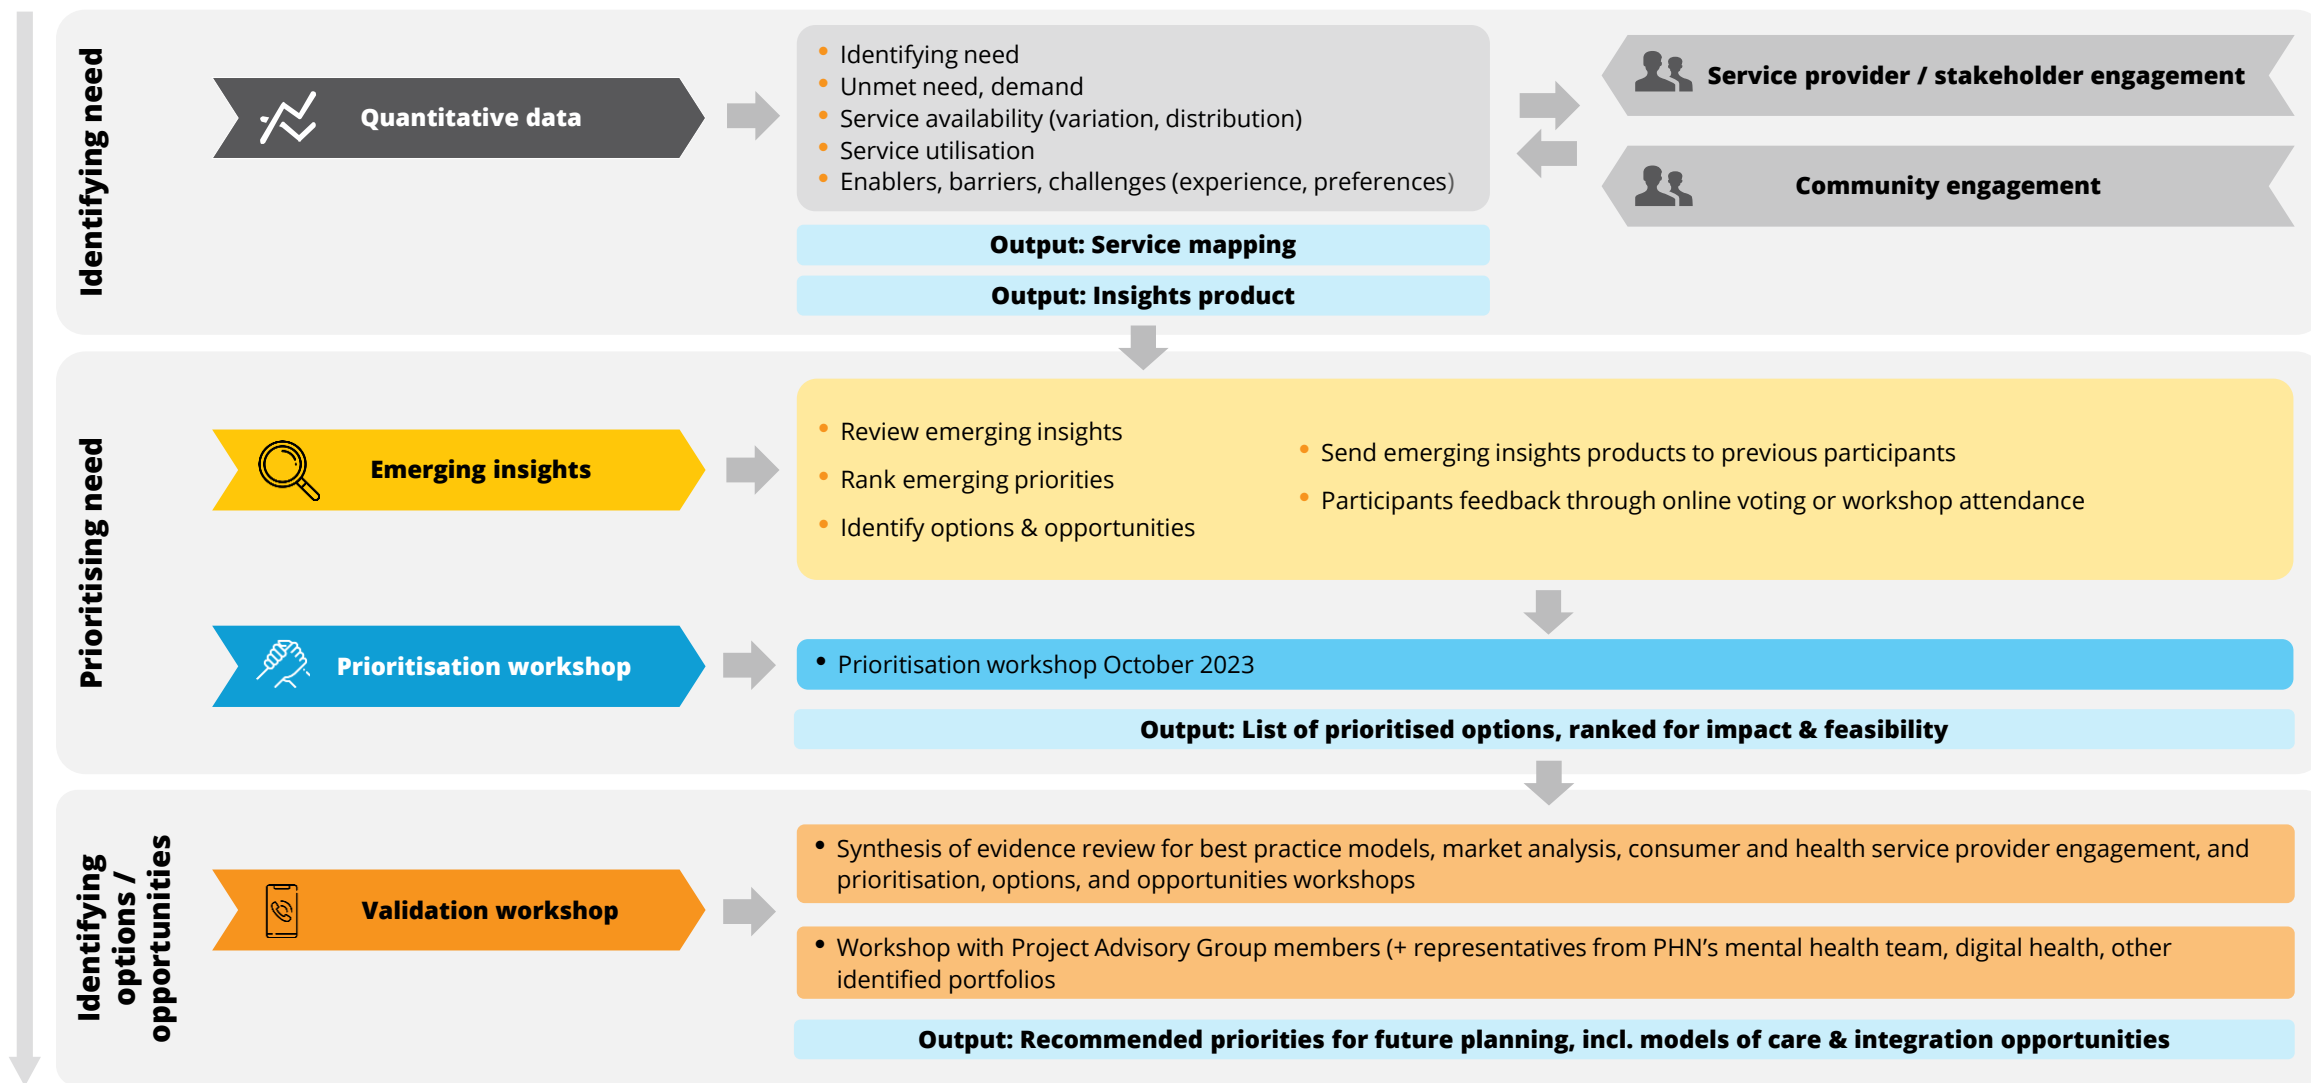 Identifying need
Quantitative data
• Identifying need
• Unmet need, demand
• Service availability (variation, distribution)
• Service utilisation
• Enablers, barriers, challenges (experience, preferences)
Service provider / stakeholder engagement
Community engagement
Output: Service mapping
Output: Insights product
Prioritising need
Emerging insights
• Review emerging insights
• Rank emerging priorities
• Identify options & opportunities
• Send emerging insights products to previous participants
• Participants feedback through online voting or workshop attendance
Prioritisation workshop
• Prioritisation workshop October 2023
Output: List of prioritised options, ranked for impact & feasibility
Identifying
options /
opportunities
Validation workshop
• Synthesis of evidence review for best practice models, market analysis, consumer and health service provider engagement, and
prioritisation, options, and opportunities workshops
• Workshop with Project Advisory Group members (+ representatives from PHN’s mental health team, digital health, other
identified portfolios
Output: Recommended priorities for future planning, incl. models of care & integration opportunities